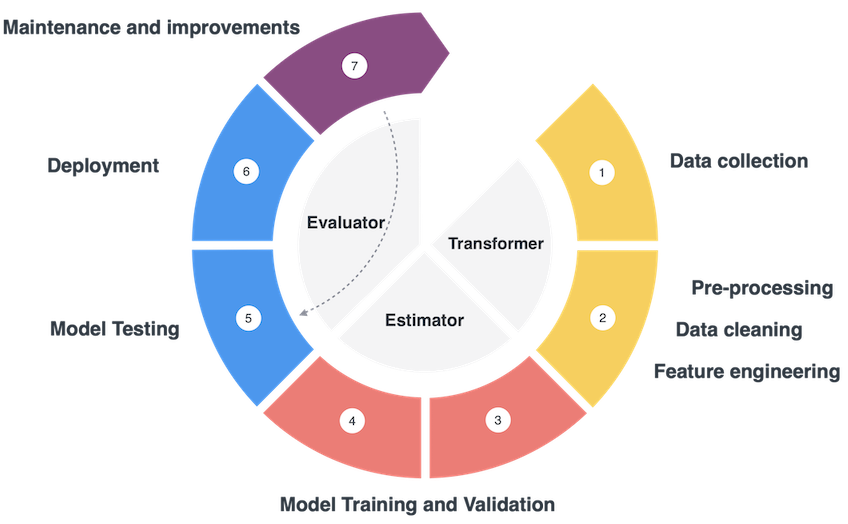 Maintenance and improvements
7
Deployment
6
1
Data collection
Evaluator
Transformer
Pre-processing
Model Testing
5
Estimator
2
Data cleaning
Feature engineering
4
3
Model Training and Validation